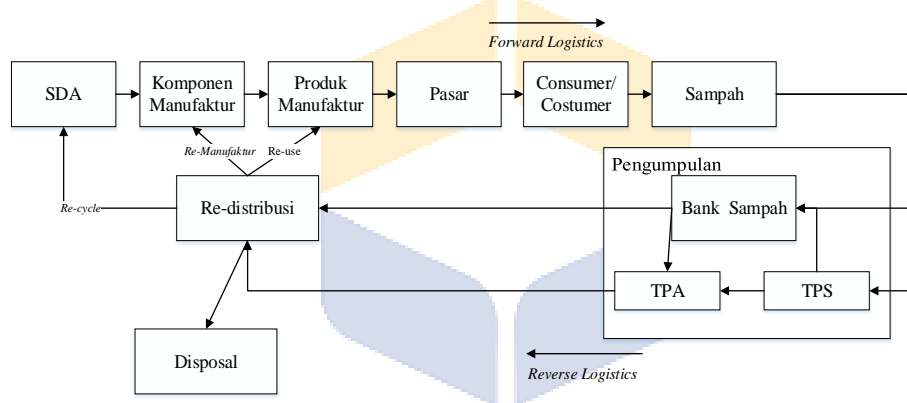 Forward Logistics
SDA
Komponen
Manufaktur
Produk
Manufaktur
Pasar
Consumer/
Costumer
Sampah
Re-Manufaktur
Re-use
Pengumpulan
Re-cycle
Re-distribusi
Bank Sampah
TPA
TPS
Disposal
Reverse Logistics